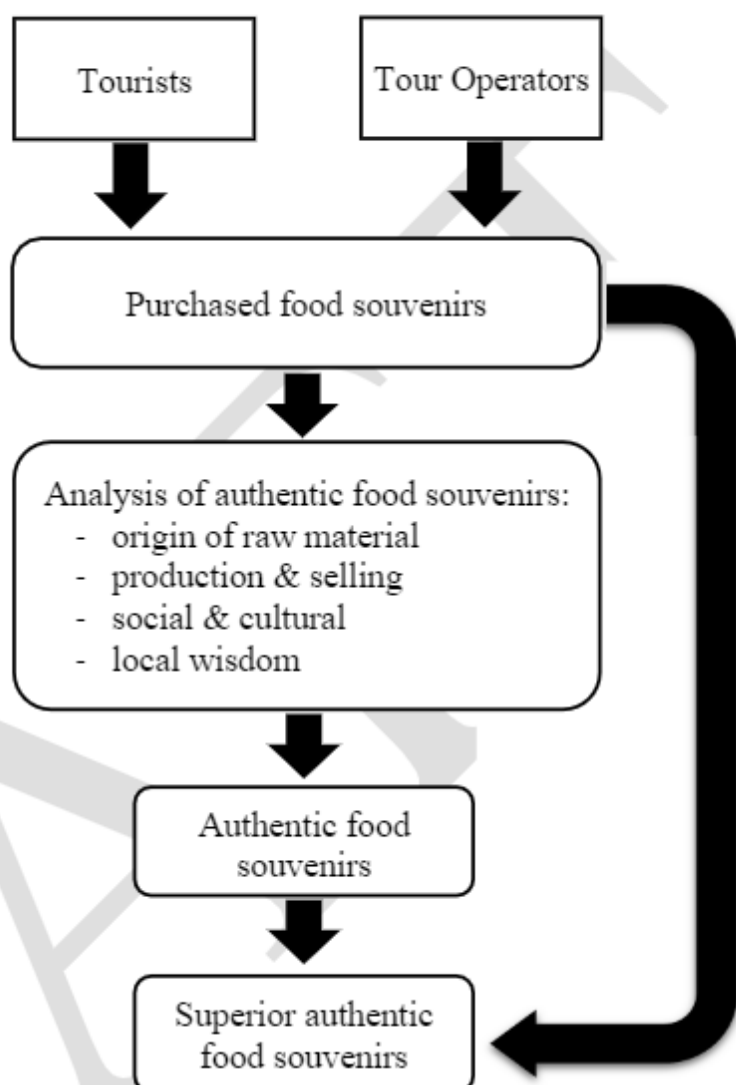 Tourists
Tour Operators
Purchased food souvenirs
Analysis of authentic food souvenirs:
- origin of raw material
- production & selling
- social & cultural
- local wisdom
Authentic food
souvenirs
Superior authentic
food souvenirs